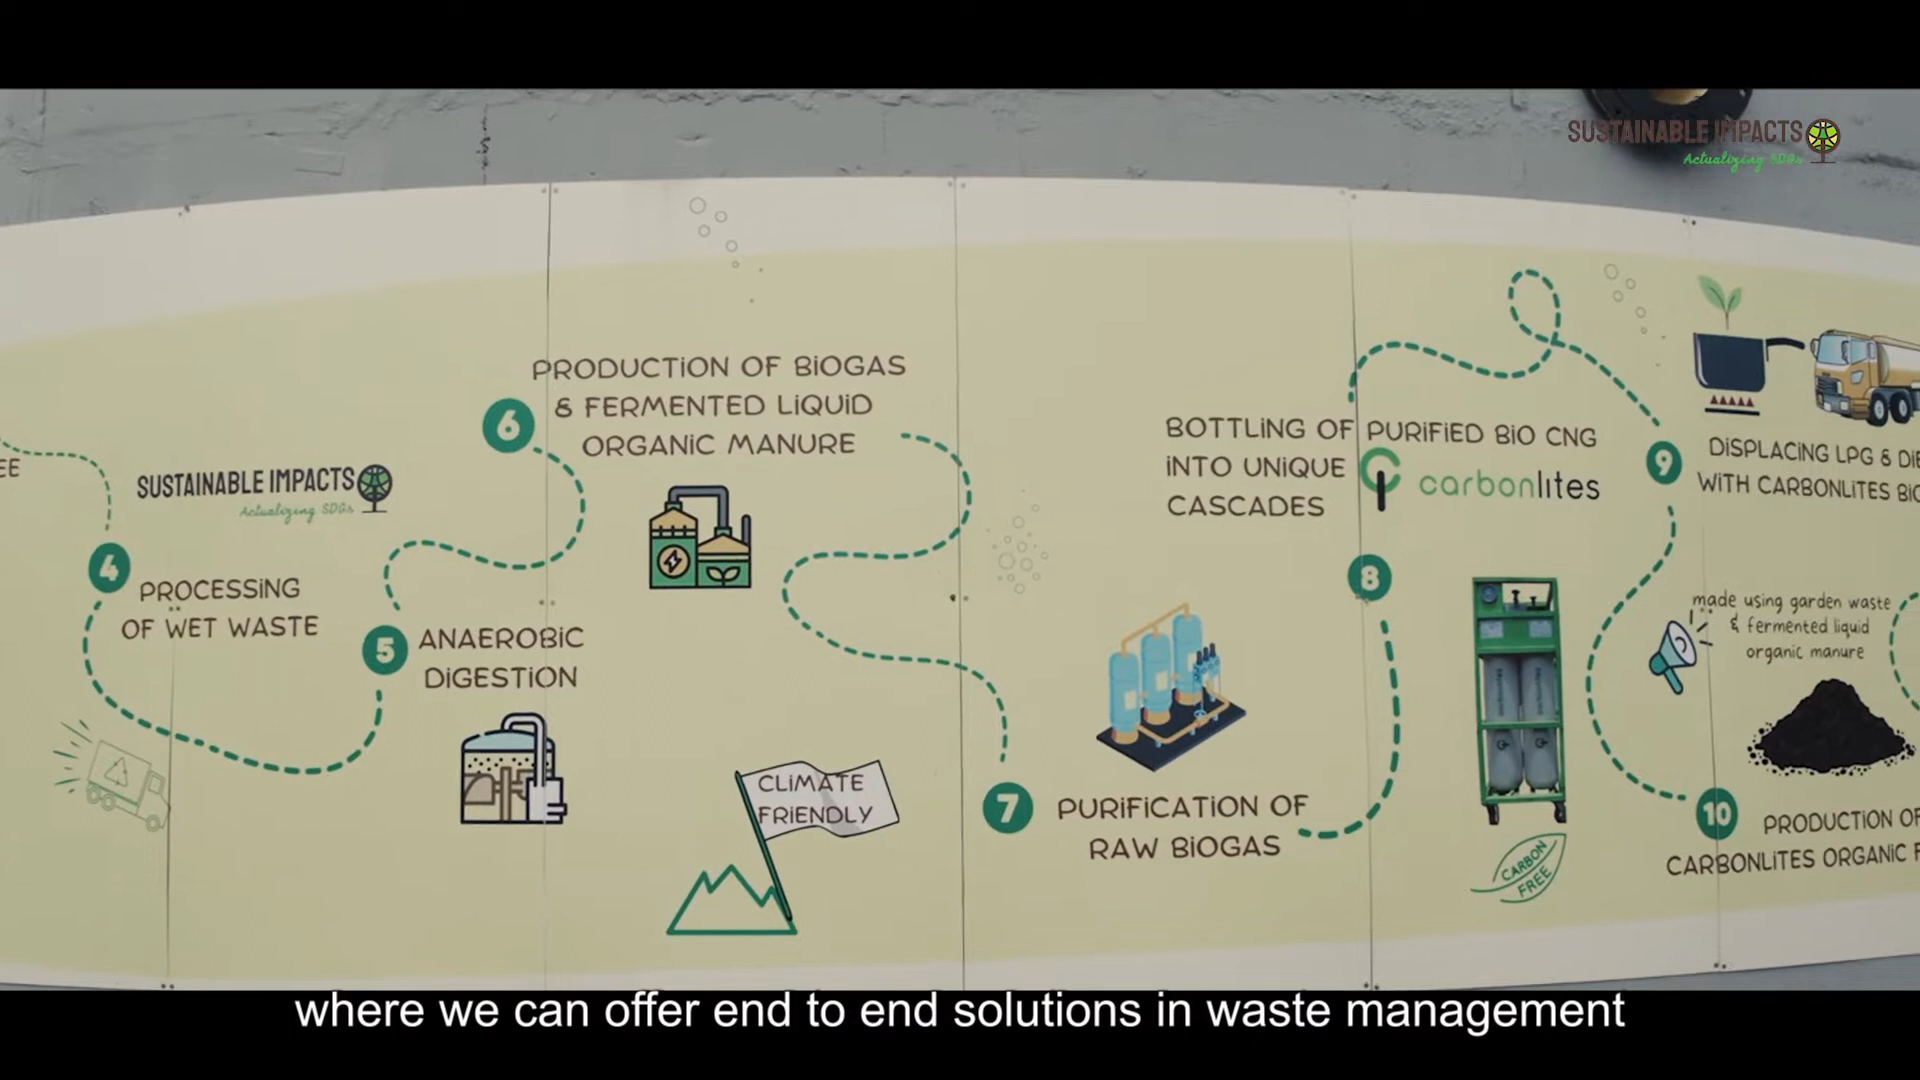 SUSTAINABLE IMPACTS
Actualizing SDGs
SUSTAINABLE IMPACTS
Actualizing SDGs
4
PROCESSING
OF WET WASTE
5
ANAEROBIC
DIGESTION
6
PRODUCTION OF BIOGAS
& FERMENTED LIQUID
ORGANIC MANURE
CLIMATE
FRIENDLY
7
PURIFICATION OF
RAW BIOGAS
8
BOTTLING OF PURIFIED BIO CNG
INTO UNIQUE
CASCADES
carbonlites
CARBON
FREE
9
DISPLACING LPG &
WITH CARBONLITES
made using garden waste
& fermented liquid
organic manure
10
PRODUCTION OF
CARBONLITES ORGANIC
where we can offer end to end solutions in waste management